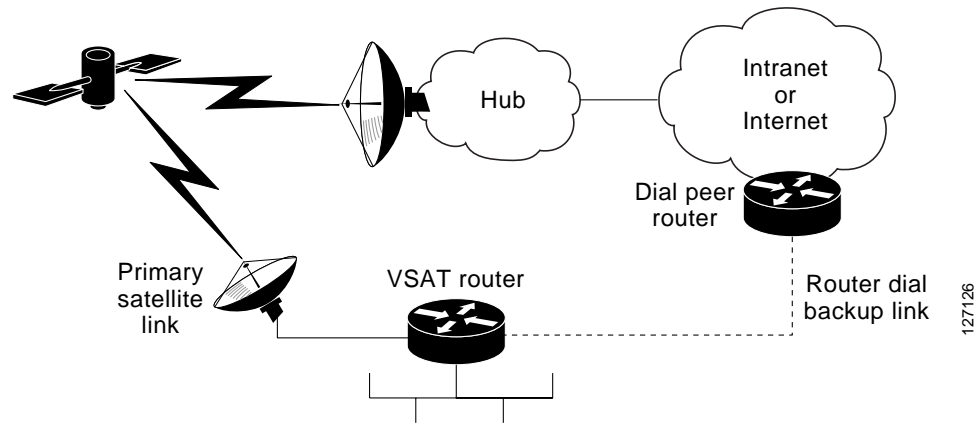 Hub
Intranet
or
Internet
Dial peer
router
Primary
satellite
link
VSAT router
Router dial
backup link
127126